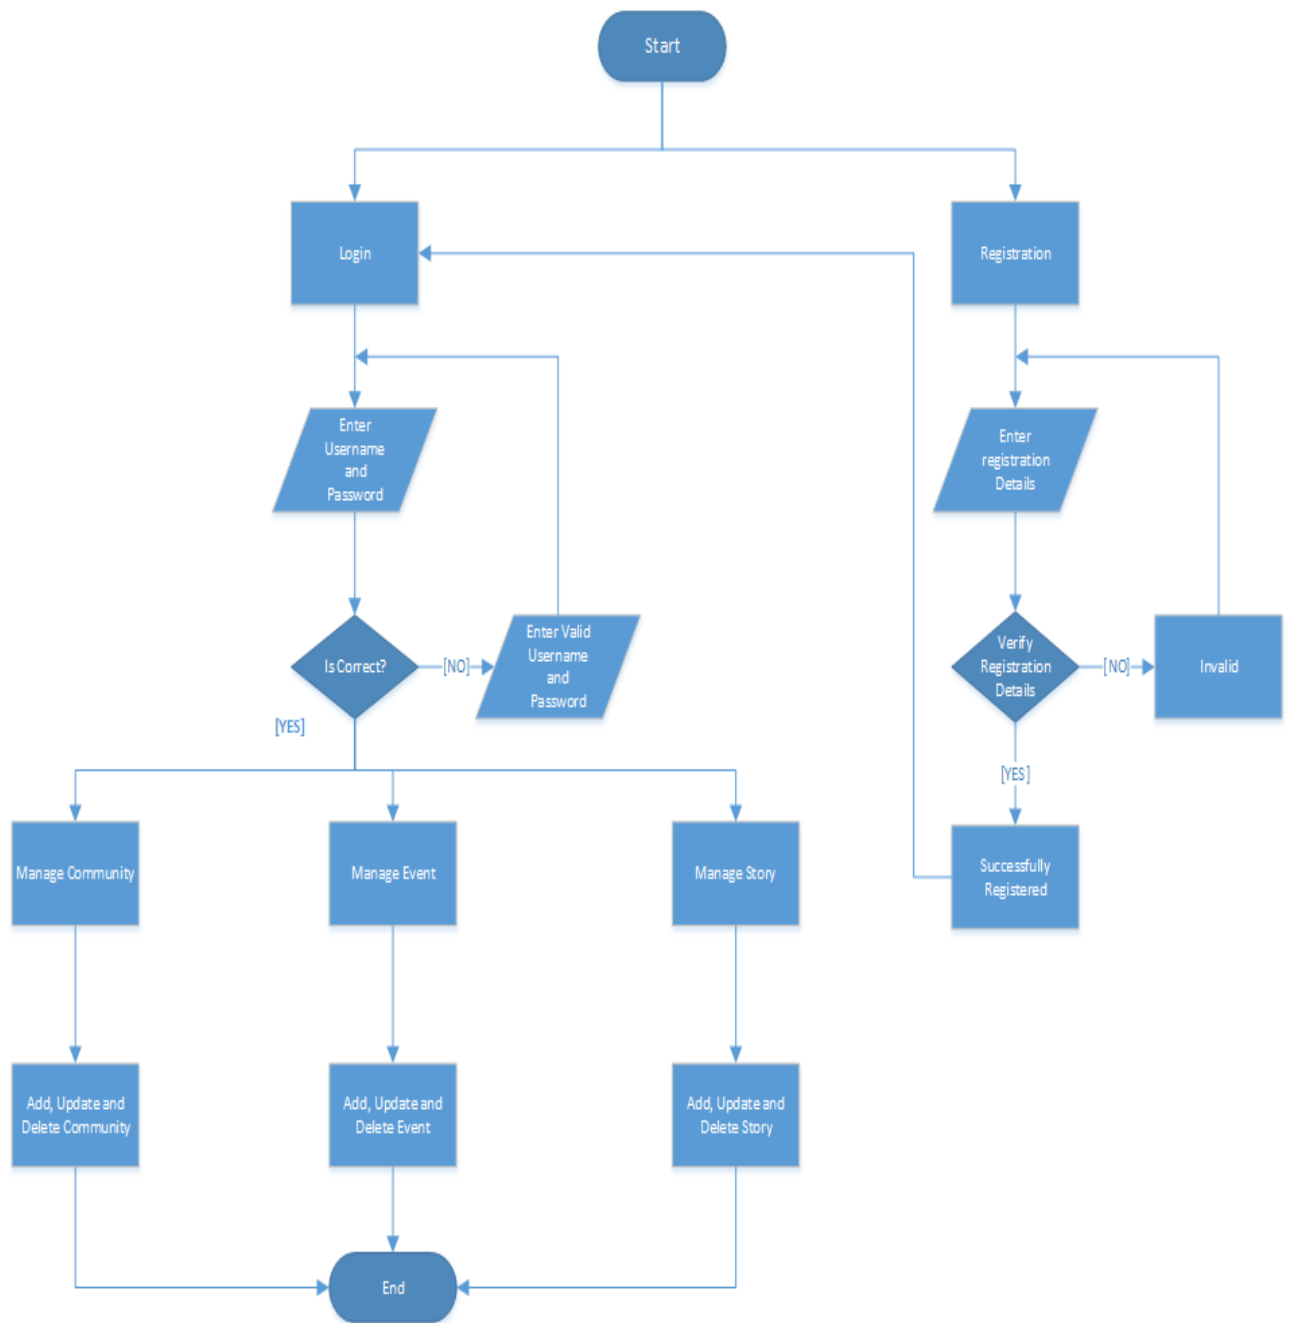 Start
Login
Registration
Enter
Username
and
Password
Enter
registration
Details
Is Correct?
[NO]
Enter Valid
Username
and
Password
Verify
Registration
Details
[NO]
Invalid
[YES]
[YES]
Manage Community
Manage Event
Manage Story
Successfully
Registered
Add, Update and
Delete Community
Add, Update and
Delete Event
Add, Update and
Delete Story
End